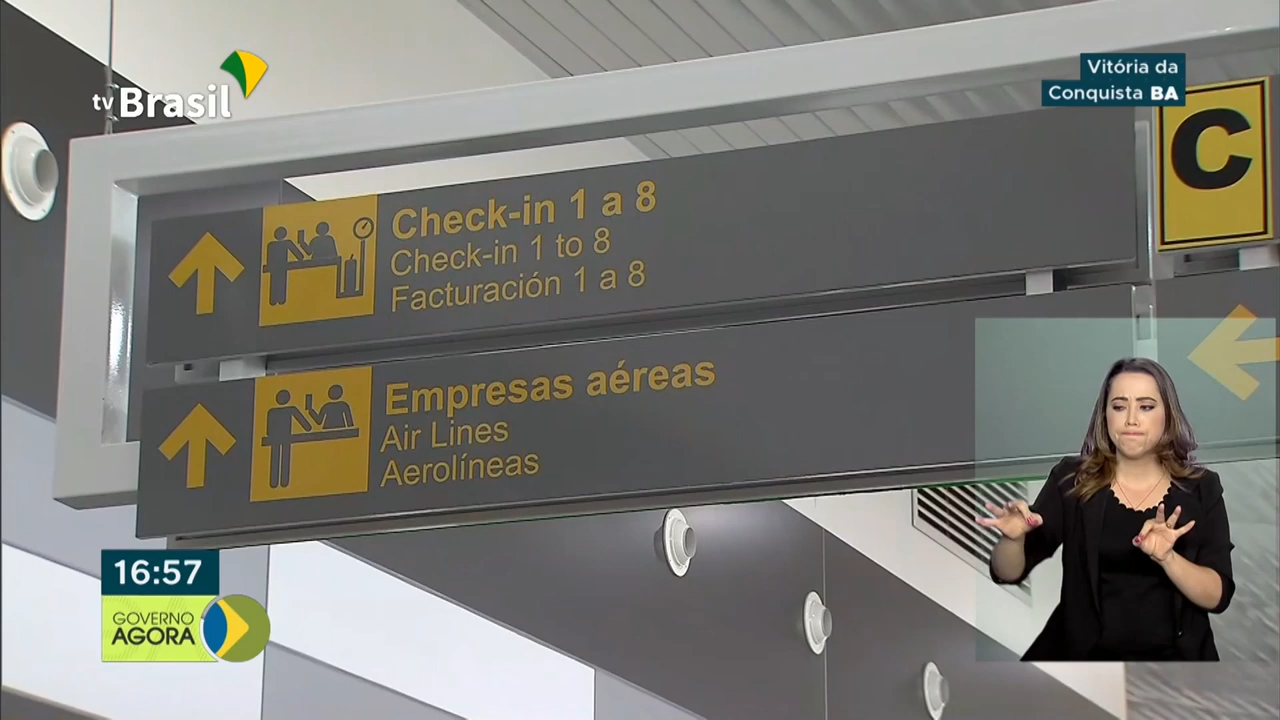 tv Brasil
Vitória da
Conquista BA
C
Check-in 1 a 8
Check-in 1 to 8
Facturación 1 a 8
Empresas aéreas
Air Lines
Aerolíneas
16:57
GOVERNO
AGORA